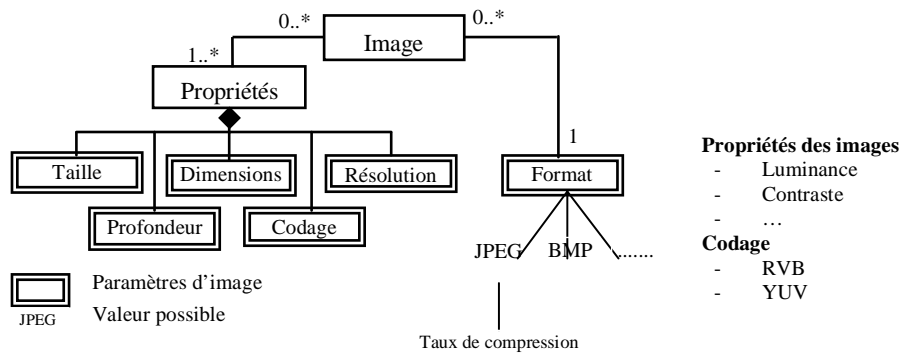 0..*
Image
0..*
1..*
Propriétés
1
Taille
Dimensions
Résolution
Format
Profondeur
Codage
JPEG
BMP
.......
Taux de compression
Paramètres d'image
JPEG
Valeur possible
Propriétés des images
- Luminance
- Contraste
- …
Codage
- RVB
- YUV